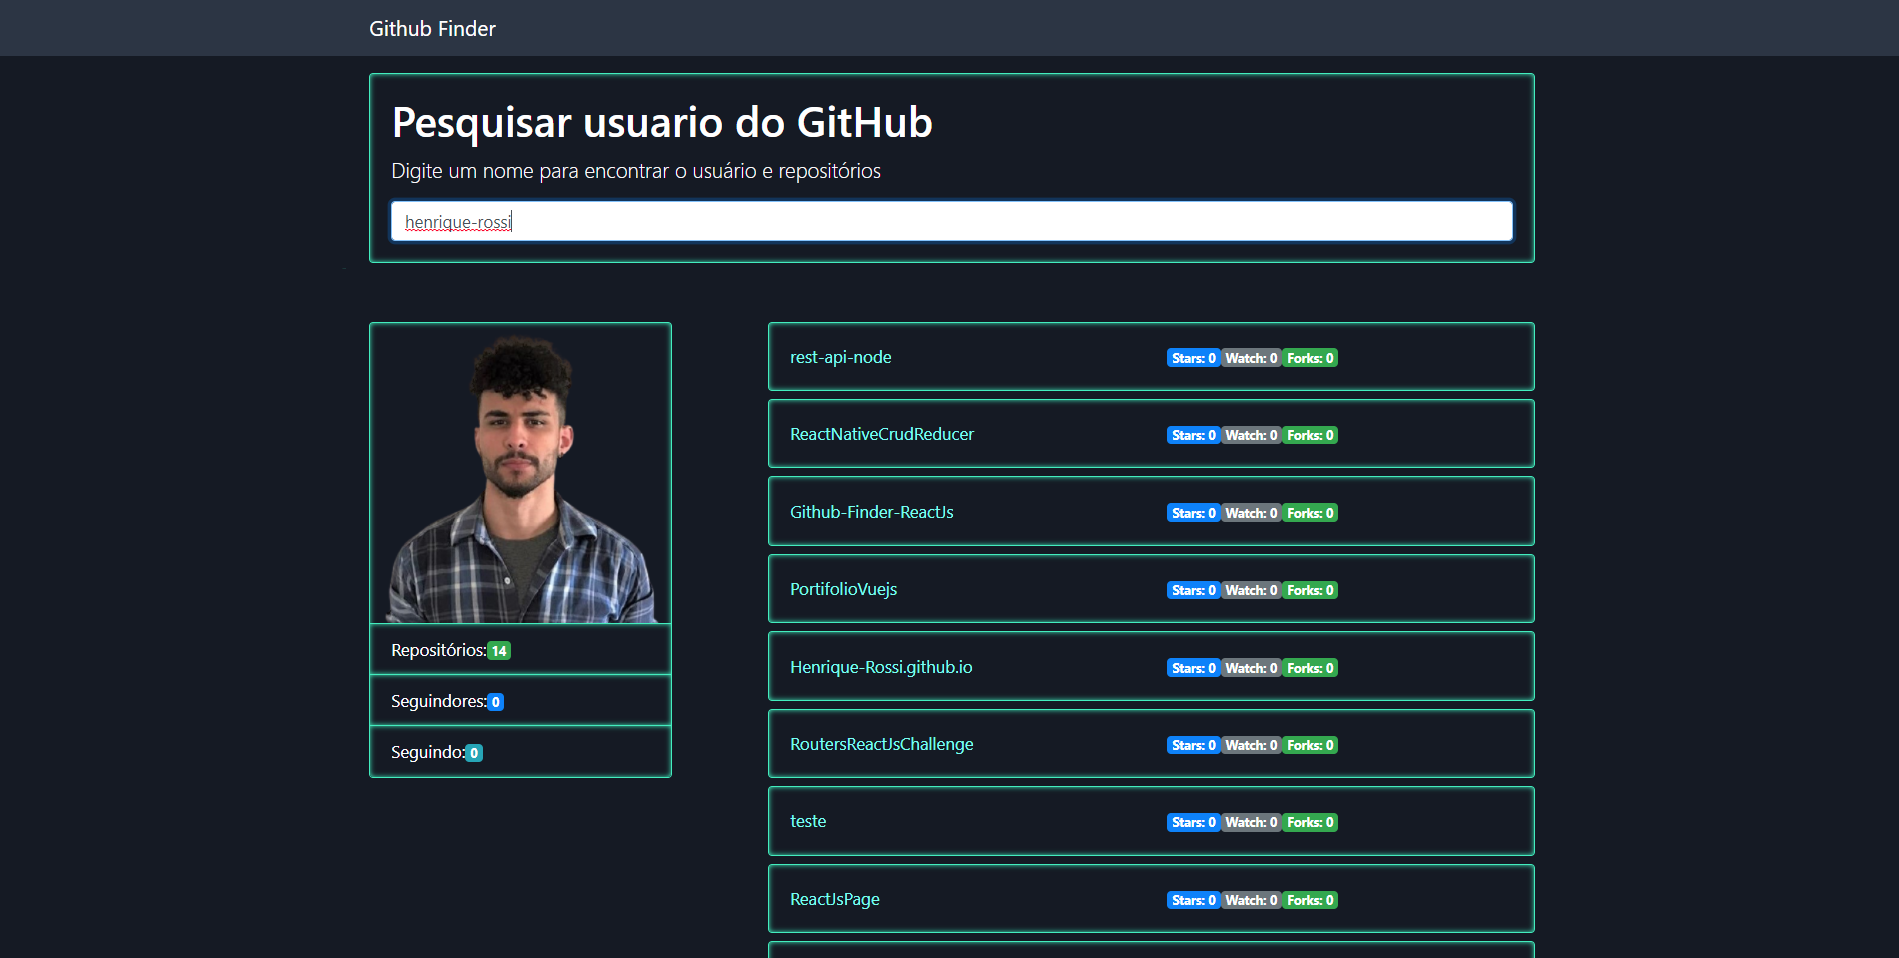 Github Finder
Pesquisar usuario do GitHub
Digite um nome para encontrar o usuário e repositórios
henrique-rossi
Repositórios:14
Seguindores:0
Seguindo:0
rest-api-node Stars: 0 Watch: 0 Forks: 0
ReactNativeCrudReducer Stars: 0 Watch: 0 Forks: 0
Github-Finder-ReactJs Stars: 0 Watch: 0 Forks: 0
PortifolioVuejs Stars: 0 Watch: 0 Forks: 0
Henrique-Rossi.github.io Stars: 0 Watch: 0 Forks: 0
RoutersReactJsChallenge Stars: 0 Watch: 0 Forks: 0
teste Stars: 0 Watch: 0 Forks: 0
ReactJsPage Stars: 0 Watch: 0 Forks: 0